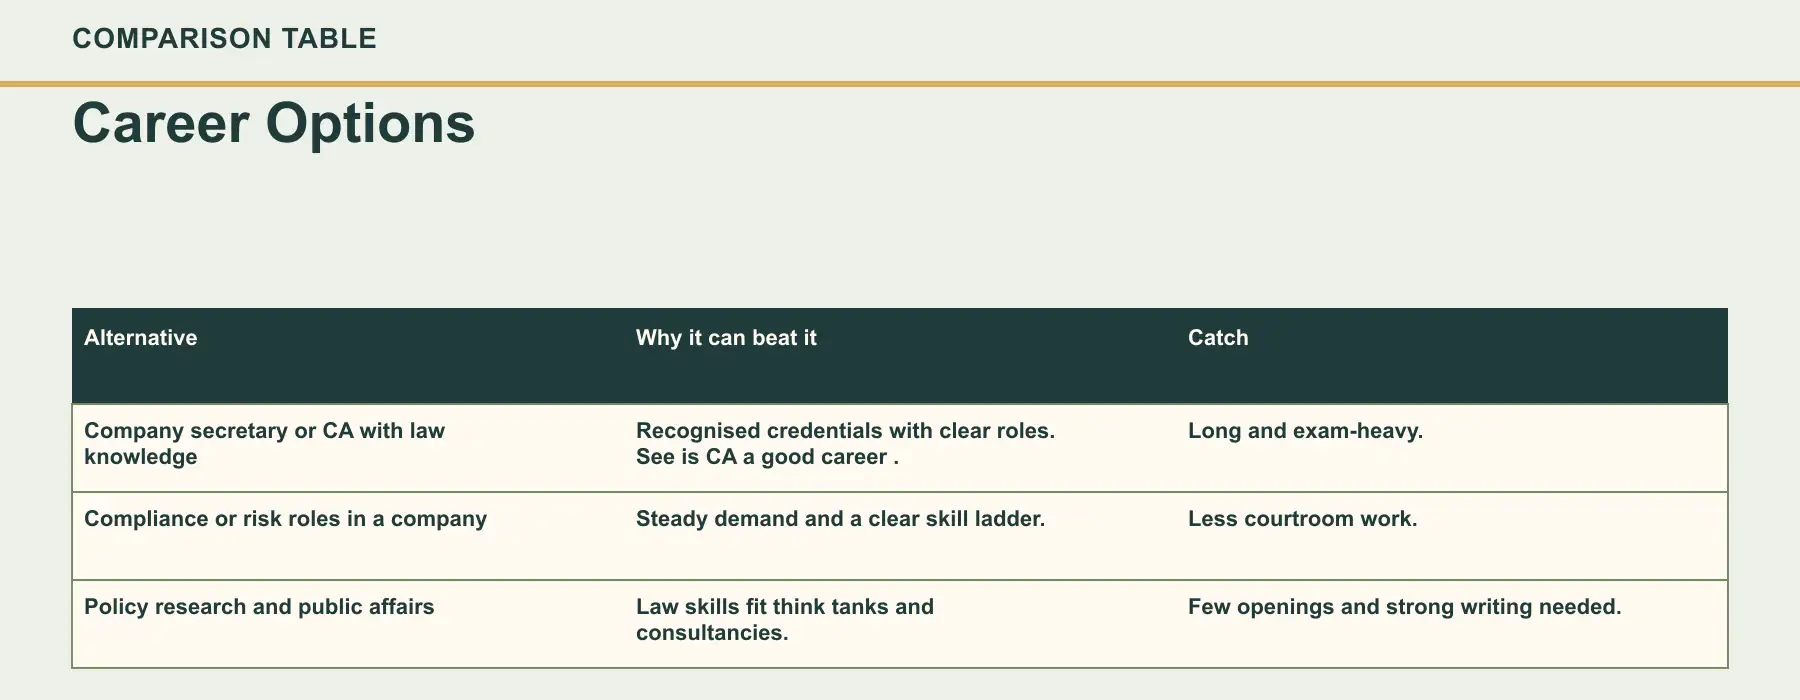 COMPARISON TABLE
Career Options
Alternative
Why it can beat it
Catch
Company secretary or CA with law
knowledge
Recognised credentials with clear roles.
See is CA a good career .
Long and exam-heavy.
Compliance or risk roles in a company
Steady demand and a clear skill ladder.
Less courtroom work.
Policy research and public affairs
Law skills fit think tanks and
consultancies.
Few openings and strong writing needed.